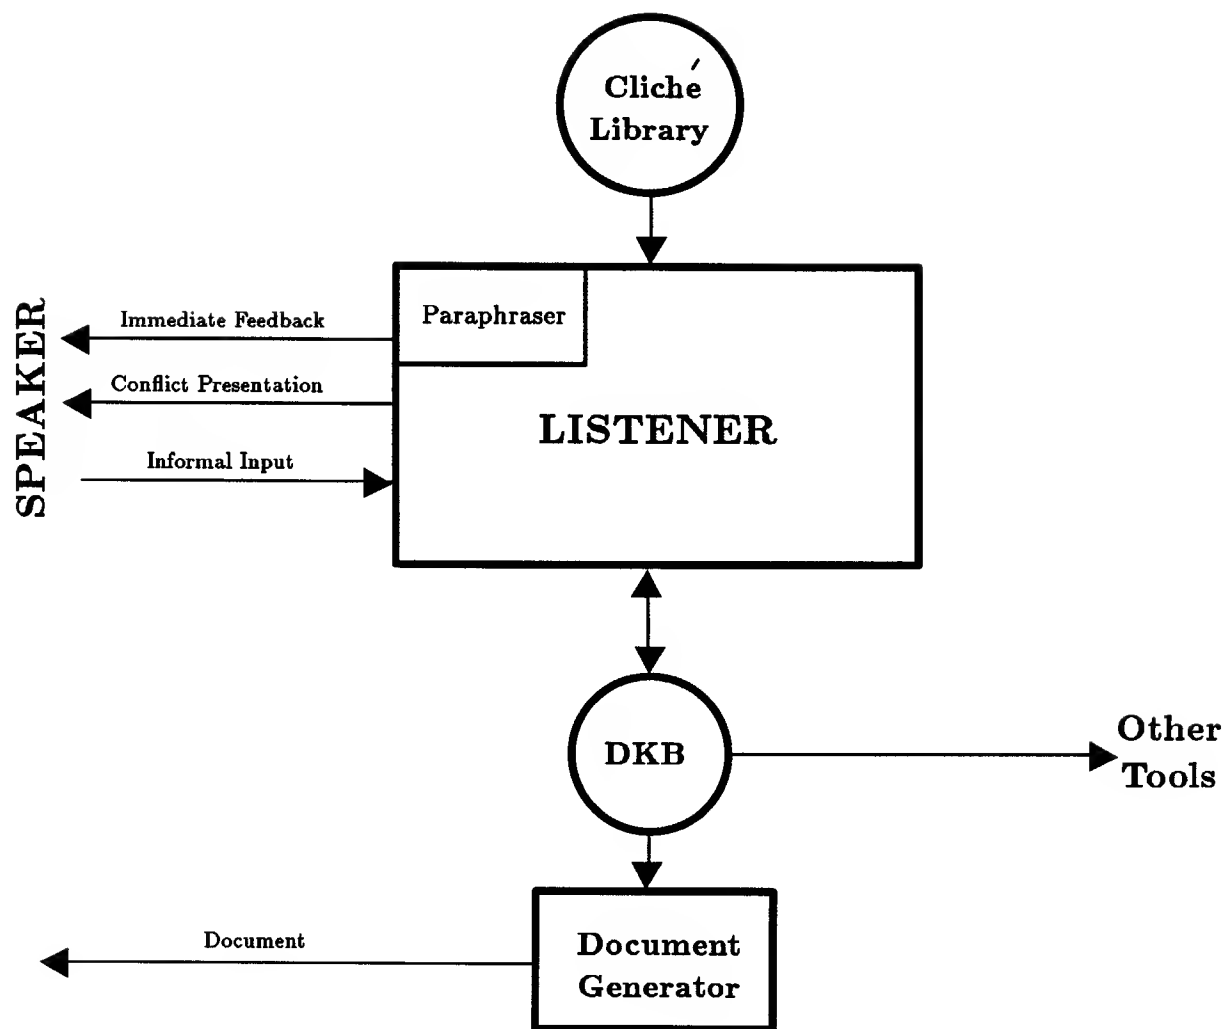 Cliché
Library
Paraphraser
Immediate Feedback
Conflict Presentation
LISTENER
Informal Input
SPEAKER
DKB
Other
Tools
Document
Document
Generator